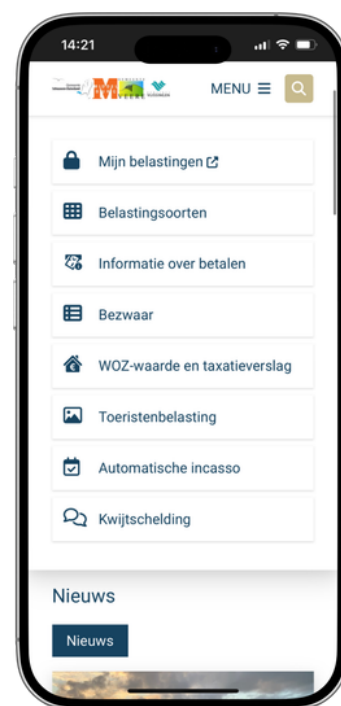 14:21
MENU
Mijn belastingen
Belastingsoorten
Informatie over betalen
Bezwaar
WOZ-waarde en taxatieverslag
Toeristenbelasting
Automatische incasso
Kwijtschelding
Nieuws
Nieuws